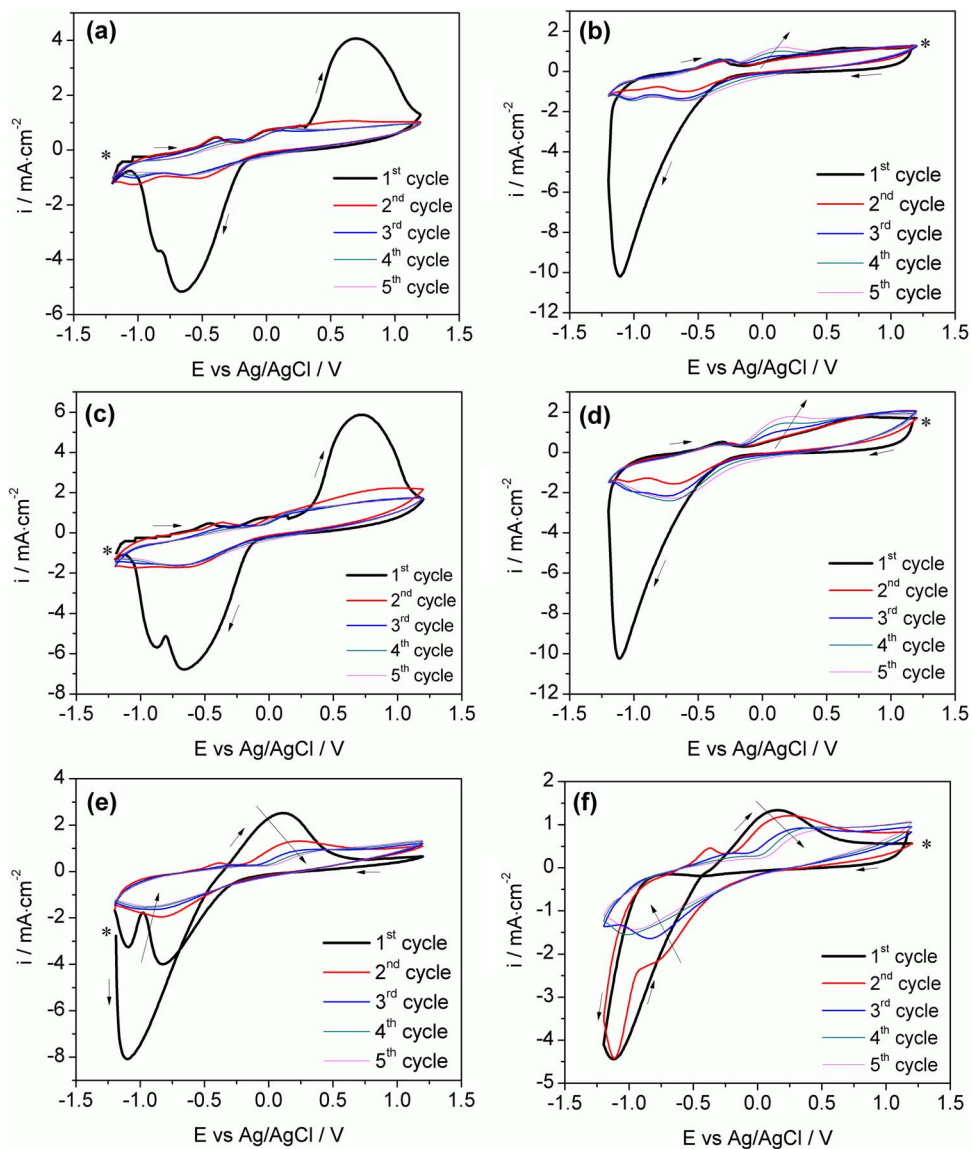 (a)
4
2
0
-2
-4
-6
i / mA·cm-2
*
1st cycle
2nd cycle
3rd cycle
4th cycle
5th cycle
-1.5 -1.0 -0.5 0.0 0.5 1.0 1.5
E vs Ag/AgCl / V
(b)
2
0
-2
-4
-6
-8
-10
-12
i / mA·cm-2
*
1st cycle
2nd cycle
3rd cycle
4th cycle
5th cycle
-1.5 -1.0 -0.5 0.0 0.5 1.0 1.5
E vs Ag/AgCl / V
(c)
6
4
2
0
-2
-4
-6
-8
i / mA·cm-2
*
1st cycle
2nd cycle
3rd cycle
4th cycle
5th cycle
-1.5 -1.0 -0.5 0.0 0.5 1.0 1.5
E vs Ag/AgCl / V
(d)
4
2
0
-2
-4
-6
-8
-10
-12
i / mA·cm-2
*
1st cycle
2nd cycle
3rd cycle
4th cycle
5th cycle
-1.5 -1.0 -0.5 0.0 0.5 1.0 1.5
E vs Ag/AgCl / V
(e)
4
2
0
-2
-4
-6
-8
i / mA·cm-2
*
1st cycle
2nd cycle
3rd cycle
4th cycle
5th cycle
-1.5 -1.0 -0.5 0.0 0.5 1.0 1.5
E vs Ag/AgCl / V
(f)
2
1
0
-1
-2
-3
-4
-5
i / mA·cm-2
*
1st cycle
2nd cycle
3rd cycle
4th cycle
5th cycle
-1.5 -1.0 -0.5 0.0 0.5 1.0 1.5
E vs Ag/AgCl / V